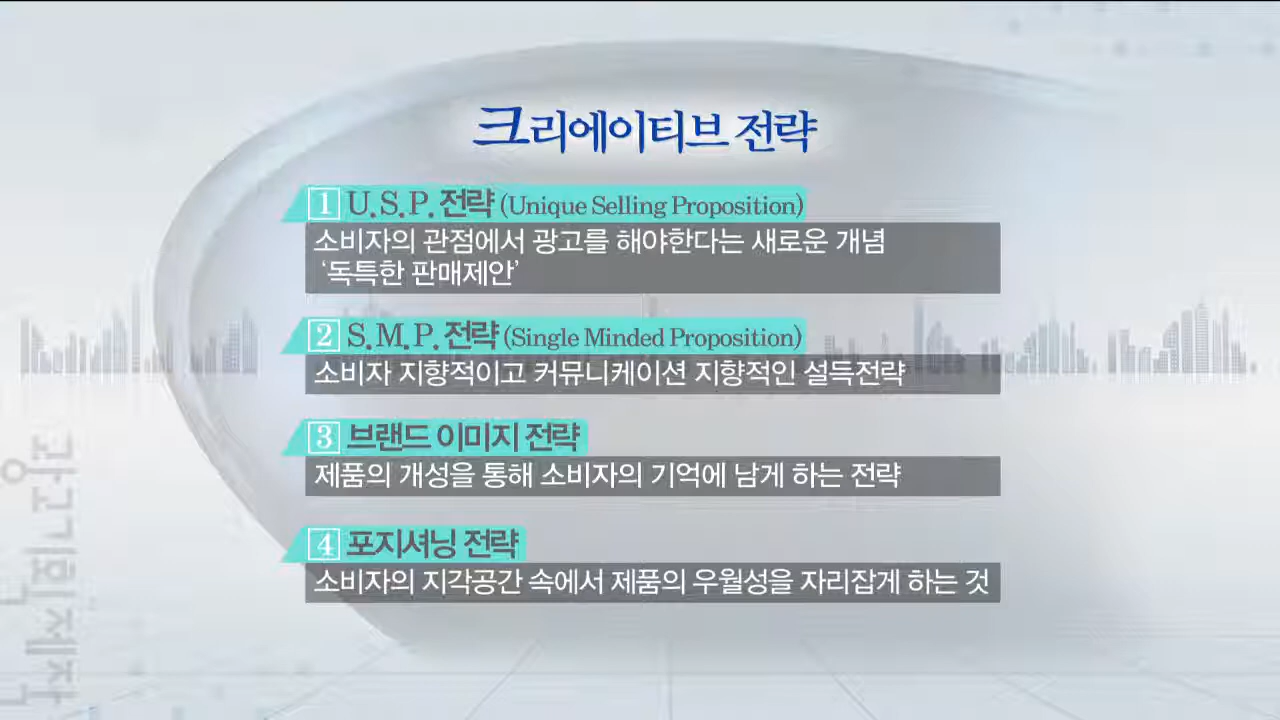 크리에이티브 전략
1 U.S.P. 전략 (Unique Selling Proposition)
소비자의 관점에서 광고를 해야한다는 새로운 개념
‘독특한 판매제안’
2 S.M.P. 전략 (Single Minded Proposition)
소비자 지향적이고 커뮤니케이션 지향적인 설득전략
3 브랜드 이미지 전략
제품의 개성을 통해 소비자의 기억에 남게 하는 전략
4 포지셔닝 전략
소비자의 지각공간 속에서 제품의 우월성을 자리잡게 하는 것